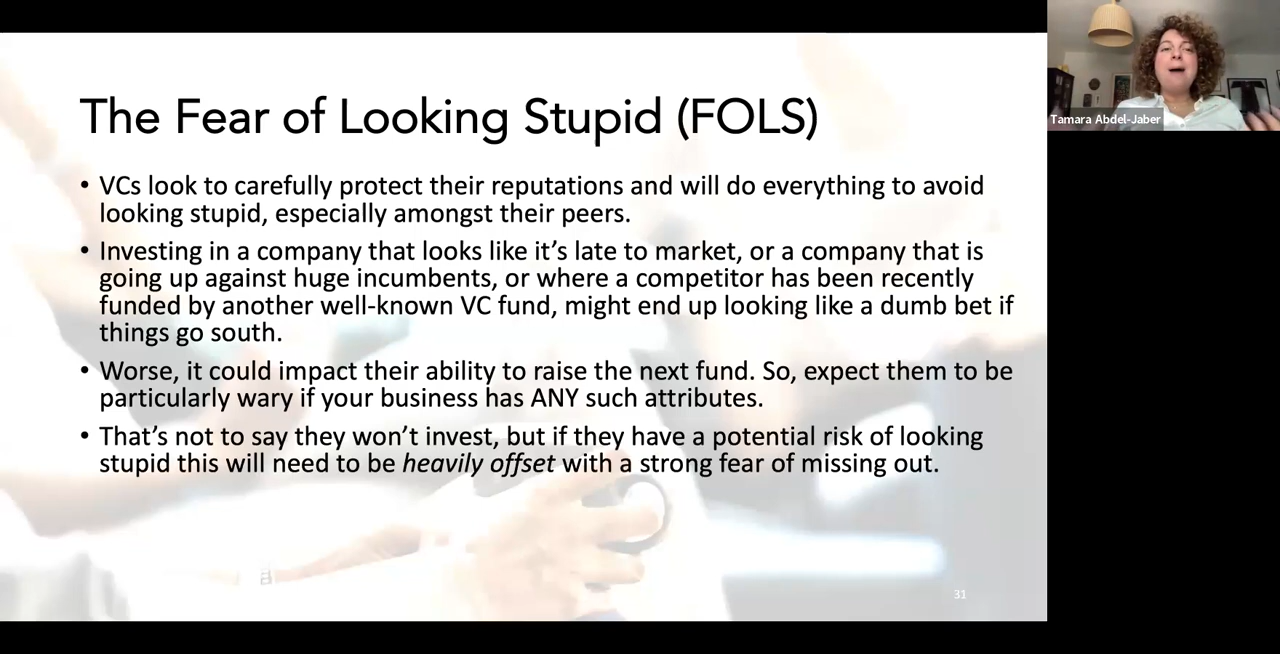 The Fear of Looking Stupid (FOLS)
• VCs look to carefully protect their reputations and will do everything to avoid
looking stupid, especially amongst their peers.
• Investing in a company that looks like it’s late to market, or a company that is
going up against huge incumbents, or where a competitor has been recently
funded by another well-known VC fund, might end up looking like a dumb bet if
things go south.
• Worse, it could impact their ability to raise the next fund. So, expect them to be
particularly wary if your business has ANY such attributes.
• That’s not to say they won’t invest, but if they have a potential risk of looking
stupid this will need to be heavily offset with a strong fear of missing out.
31
Tamara Abdel-Jaber